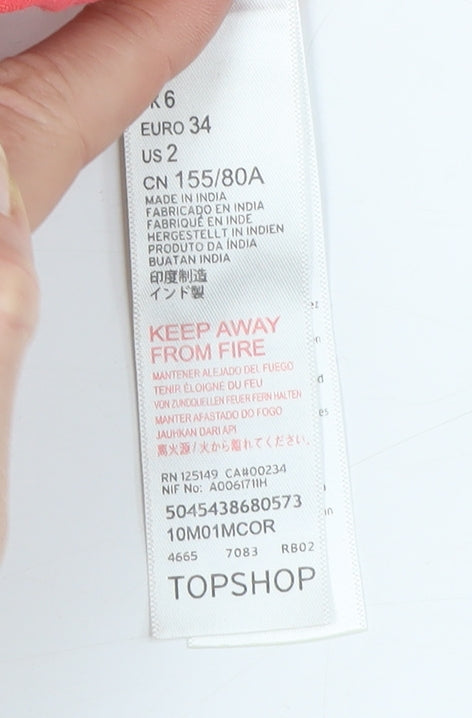 K 6
EURO 34
US 2
CN 155/80A
MADE IN INDIA
FABRICADO EN INDIA
FABRIQUÉ EN INDE
HERGESTELLT IN INDIEN
PRODUTO DA ÍNDIA
BUATAN INDIA
印度制造
インド製
KEEP AWAY
FROM FIRE
MANTENER ALEJADO DEL FUEGO
TENIR ÉLOIGNÉ DU FEU
VON ZUNDQUELLEN FEUER FERN HALTEN
MANTER AFASTADO DO FOGO
JAUHKAN DARI API
离火源/火から離れてください。
RN 125149 CA#00234
NIF No: A0061711H
5045438680573
10M01MCOR
4665 7083 RB02
TOPSHOP